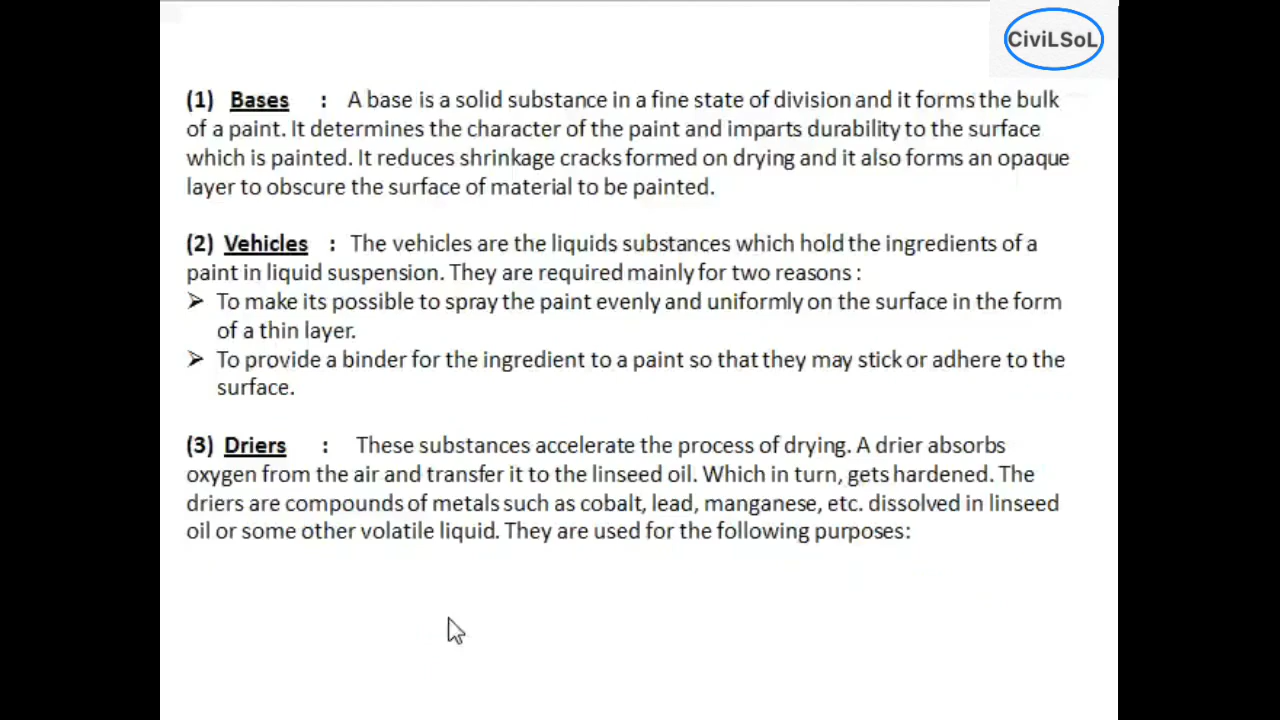 CiviLSoL
(1) Bases : A base is a solid substance in a fine state of division and it forms the bulk
of a paint. It determines the character of the paint and imparts durability to the surface
which is painted. It reduces shrinkage cracks formed on drying and it also forms an opaque
layer to obscure the surface of material to be painted.
(2) Vehicles : The vehicles are the liquids substances which hold the ingredients of a
paint in liquid suspension. They are required mainly for two reasons :
➢ To make its possible to spray the paint evenly and uniformly on the surface in the form
of a thin layer.
➢ To provide a binder for the ingredient to a paint so that they may stick or adhere to the
surface.
(3) Driers : These substances accelerate the process of drying. A drier absorbs
oxygen from the air and transfer it to the linseed oil. Which in turn, gets hardened. The
driers are compounds of metals such as cobalt, lead, manganese, etc. dissolved in linseed
oil or some other volatile liquid. They are used for the following purposes: